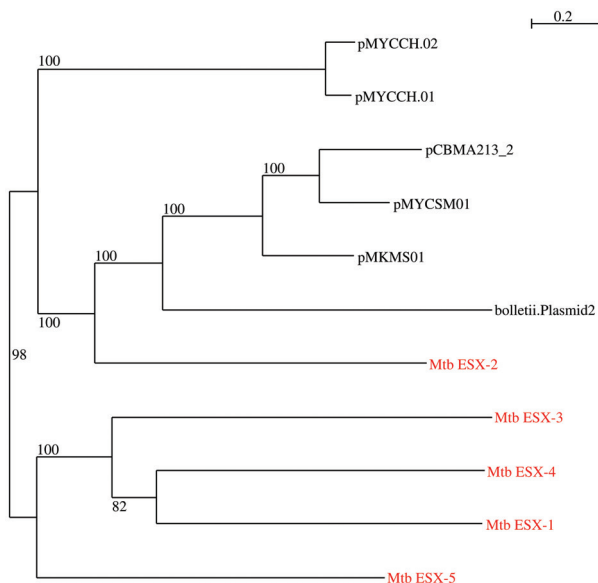 0.2
pMYCCH.02
100
pMYCCH.01
pCBMA213_2
100
pMYCSM01
100
100
pMKMS01
bolletii.Plasmid2
100
98
Mtb ESX-2
Mtb ESX-3
100
Mtb ESX-4
82
Mtb ESX-1
Mtb ESX-5